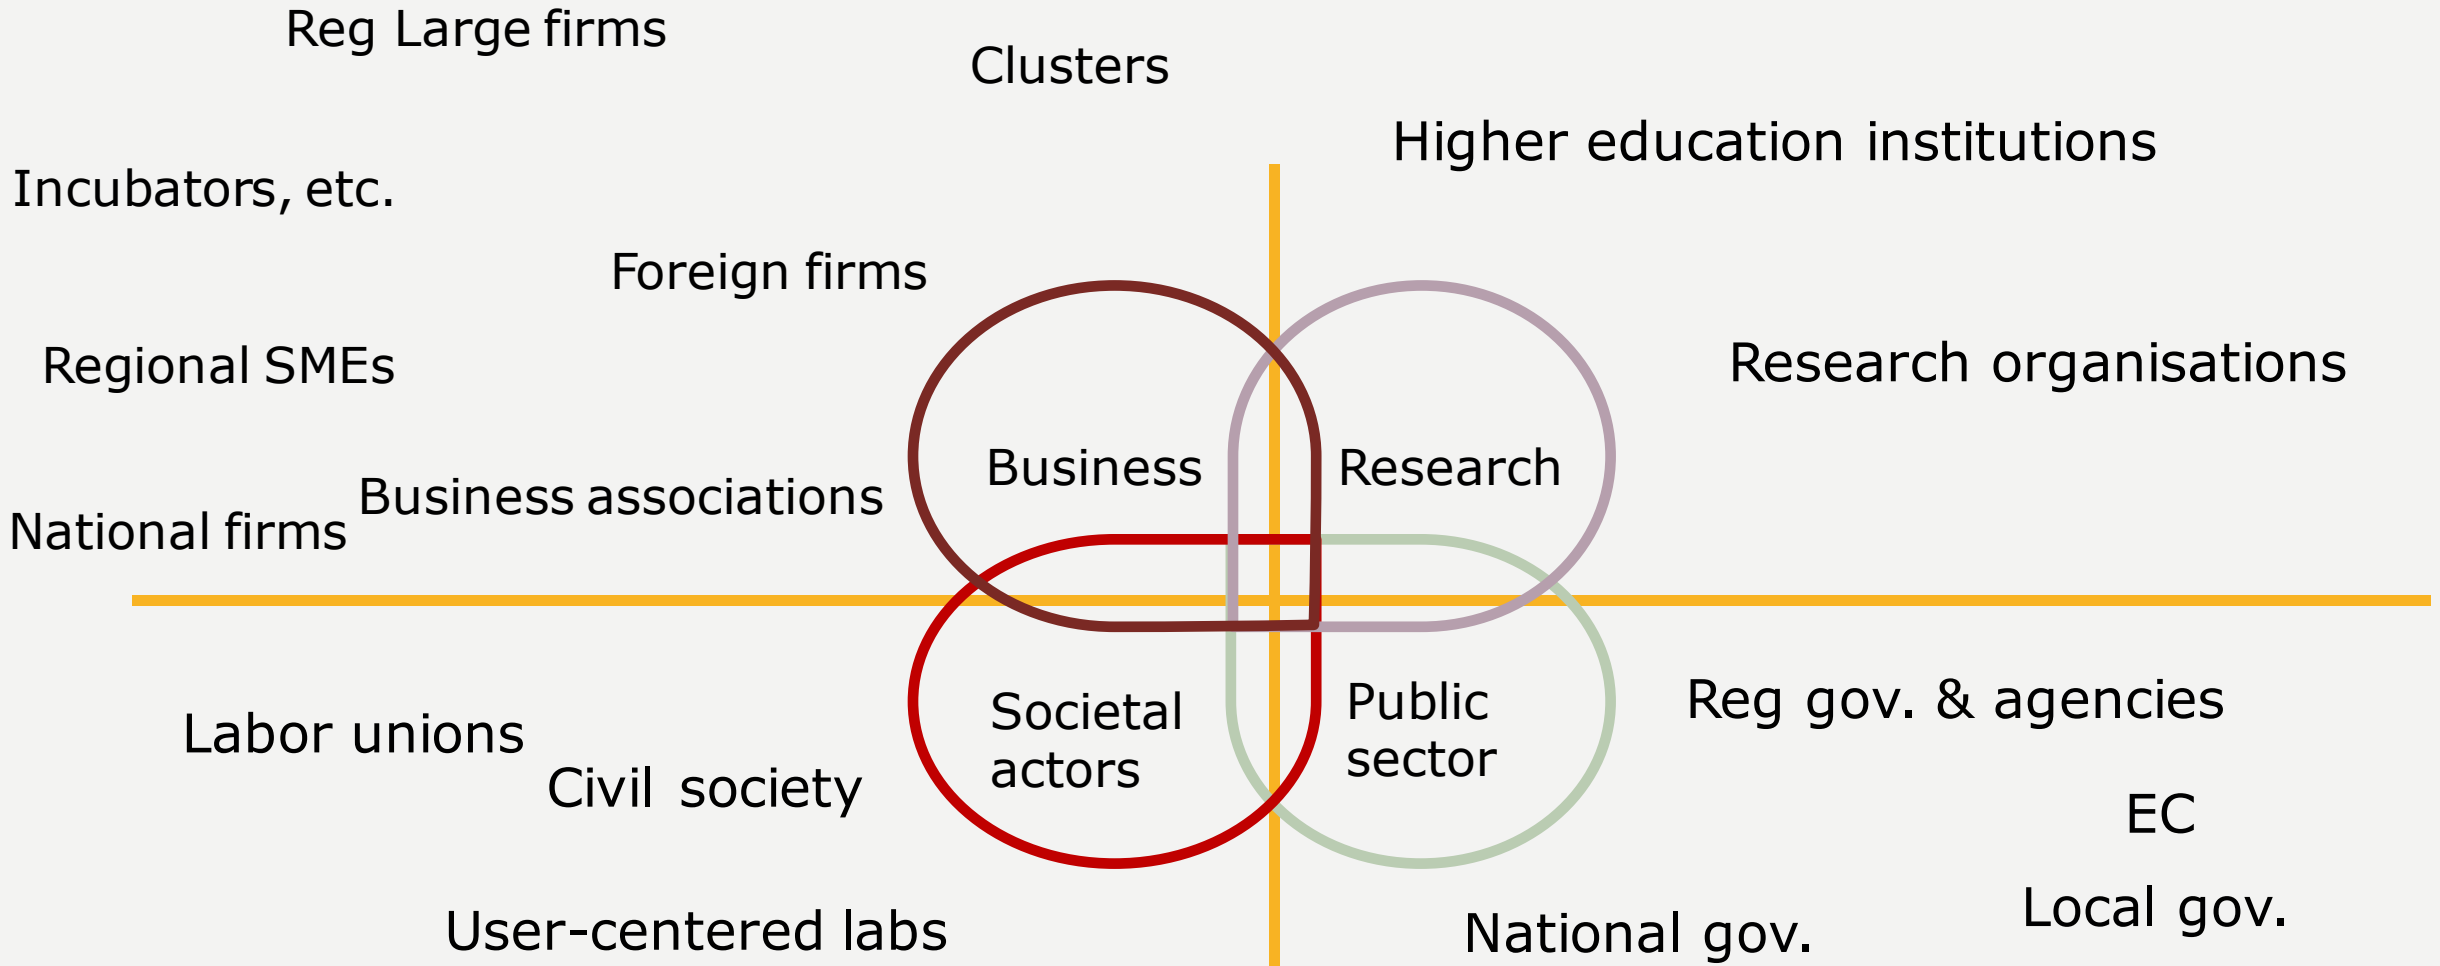 Reg Large firms
Clusters
Higher education institutions
Incubators, etc.
Foreign firms
Regional SMEs
Research organisations
Business
Research
Business associations
National firms
Labor unions
Civil society
Societal
actors
Public
sector
Reg gov. & agencies
EC
Local gov.
User-centered labs
National gov.